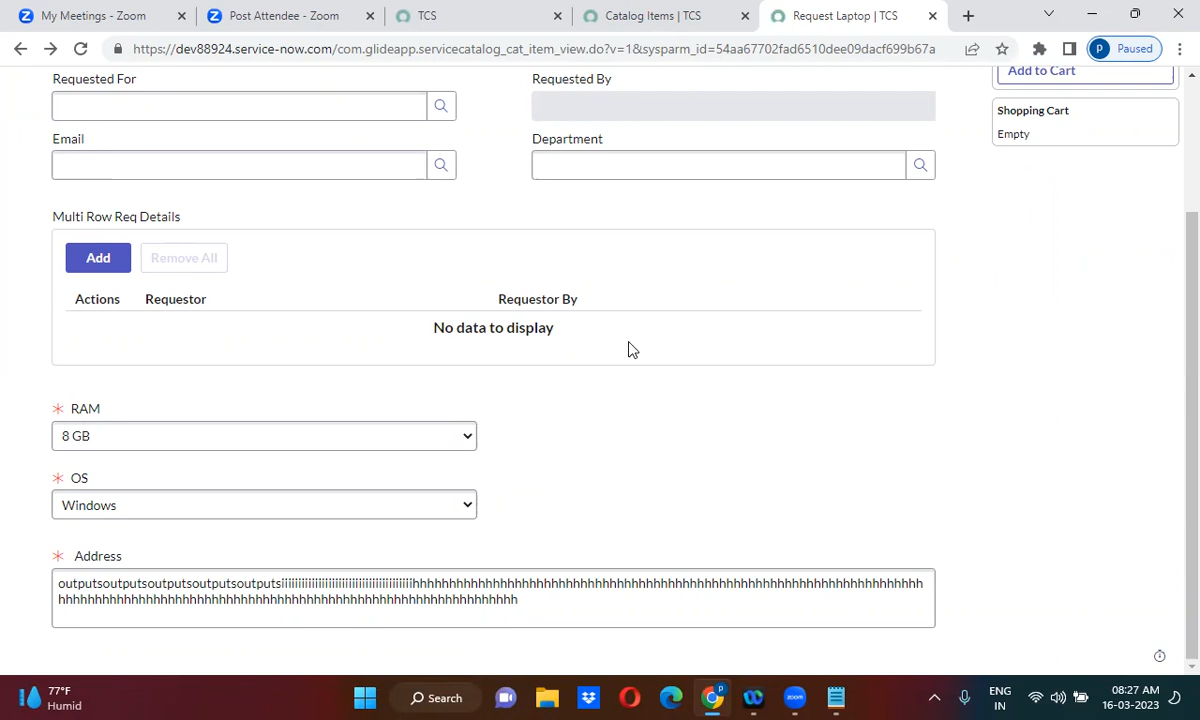 My Meetings - Zoom
Post Attendee - Zoom
TCS
Catalog Items | TCS
Request Laptop | TCS
https://dev88924.service-now.com/com.glideapp.servicecatalog_cat_item_view.do?v=1&sysparm_id=54aa67702fad6510dee09dacf699b67a
P
Paused
Requested For
Requested By
Add to Cart
Shopping Cart
Empty
Email
Department
Multi Row Req Details
Add
Remove All
Actions
Requestor
Requestor By
No data to display
* RAM
8 GB
* OS
Windows
* Address
77°F
Humid
Search
zoom
ENG
IN
08:27 AM
16-03-2023